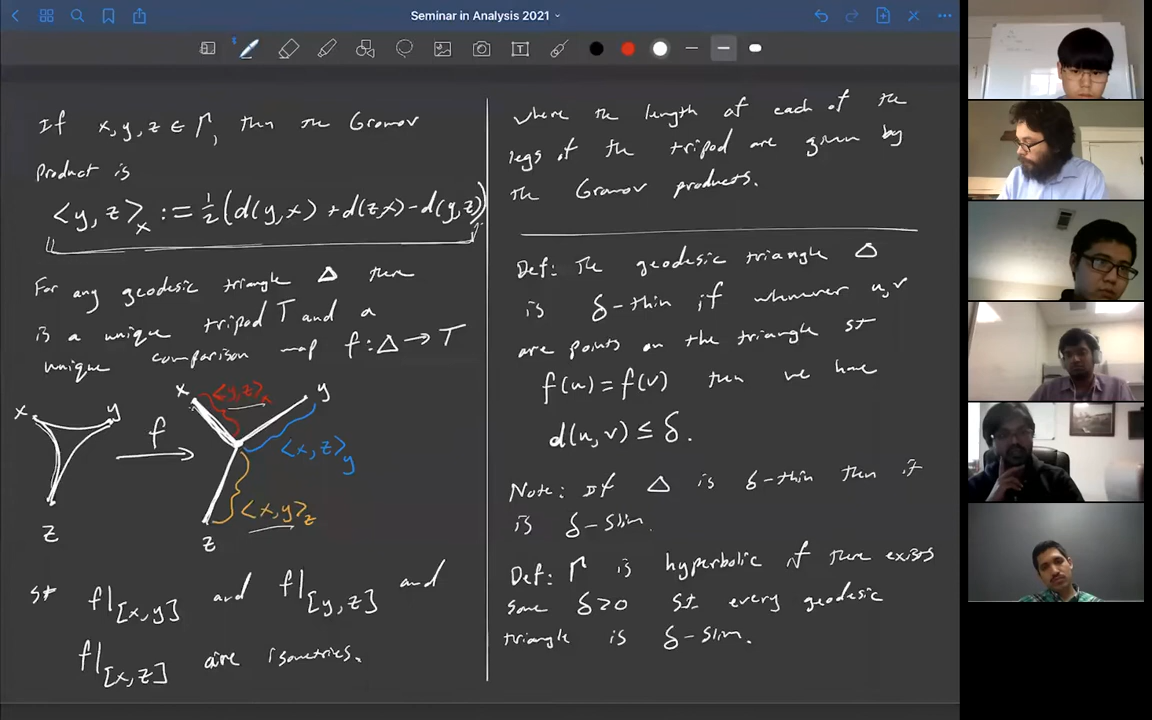 Seminar in Analysis 2021
If x, y, z ∈ Γ, then the Gromov
Product is
<y, z>_x := 1/2 (d(y,x) + d(z,x) - d(y,z))
For any geodesic triangle Δ there
is a unique tripod T and a
unique comparison map f: Δ → T
x y z
f
x y z
<y,z>_x
<x,z>_y
<x,y>_z
st f|_[x,y] and f|_[y,z] and
f|_[x,z] are isometries.
where the length of each of the
legs of the tripod are given by
the Gromov products.
Def: The geodesic triangle Δ
is δ-thin if whenever u,v
are points on the triangle st
f(u) = f(v) then we have
d(u,v) ≤ δ.
Note: If Δ is δ-thin then it
is δ-slim.
Def: Γ is hyperbolic if there exists
some δ>0 st every geodesic
triangle is δ-slim.